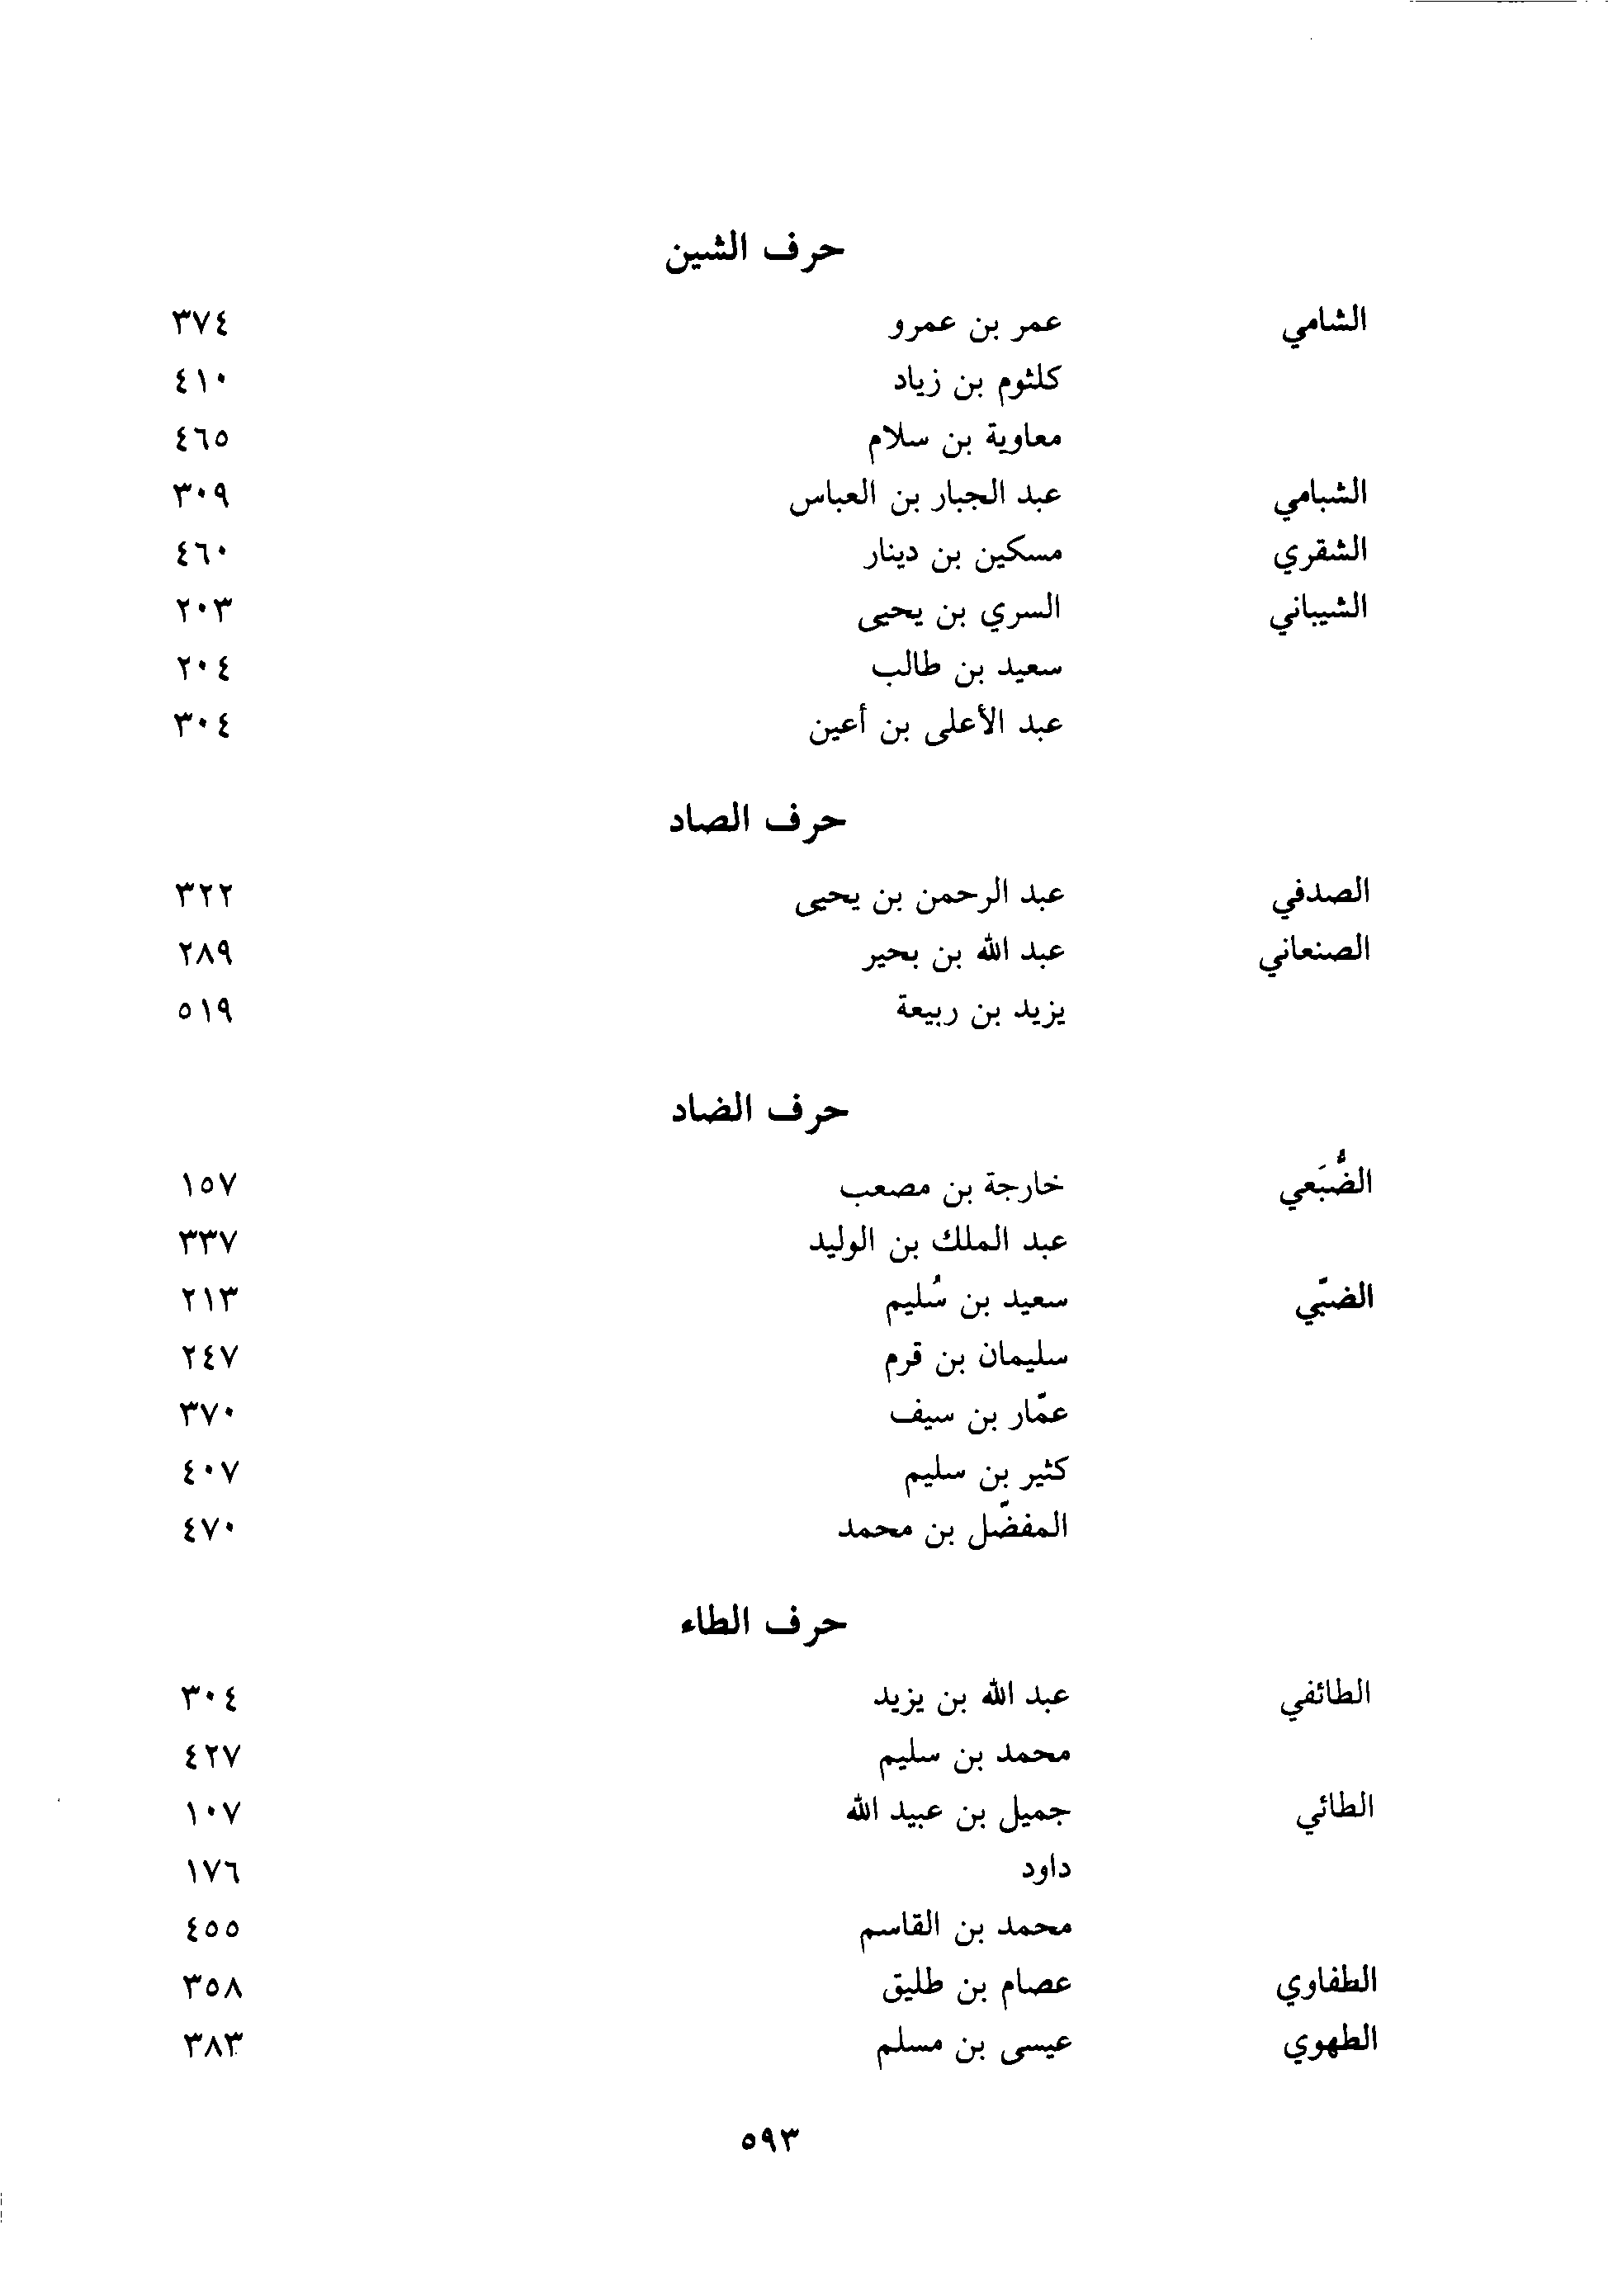 حرف الشين
الشامي عمر بن عمرو ٣٧٤
كلثوم بن زياد ٤١٠
معاوية بن سلام ٤٦٥
الشبامي عبد الجبار بن العباس ٣٠٩
الشقري مسكين بن دينار ٤٦٠
الشيباني السري بن يحيى ٢٠٣
سعيد بن طالب ٢٠٤
عبد الأعلى بن أعين ٣٠٤
حرف الصاد
الصدفي عبد الرحمن بن يحيى ٣٢٢
الصنعاني عبد الله بن بحير ٢٨٩
يزيد بن ربيعة ٥١٩
حرف الضاد
الضُّبَعي خارجة بن مصعب ١٥٧
عبد الملك بن الوليد ٣٣٧
الضبّي سعيد بن سُليم ٢١٣
سليمان بن قرم ٢٤٧
عمّار بن سيف ٣٧٠
كثير بن سليم ٤٠٧
المفضّل بن محمد ٤٧٠
حرف الطاء
الطائفي عبد الله بن يزيد ٣٠٤
محمد بن سليم ٤٢٧
الطائي جميل بن عبيد الله ١٠٧
داود ١٧٦
محمد بن القاسم ٤٥٥
الطفاوي عصام بن طليق ٣٥٨
الطهوي عيسى بن مسلم ٣٨٣
٥٩٣